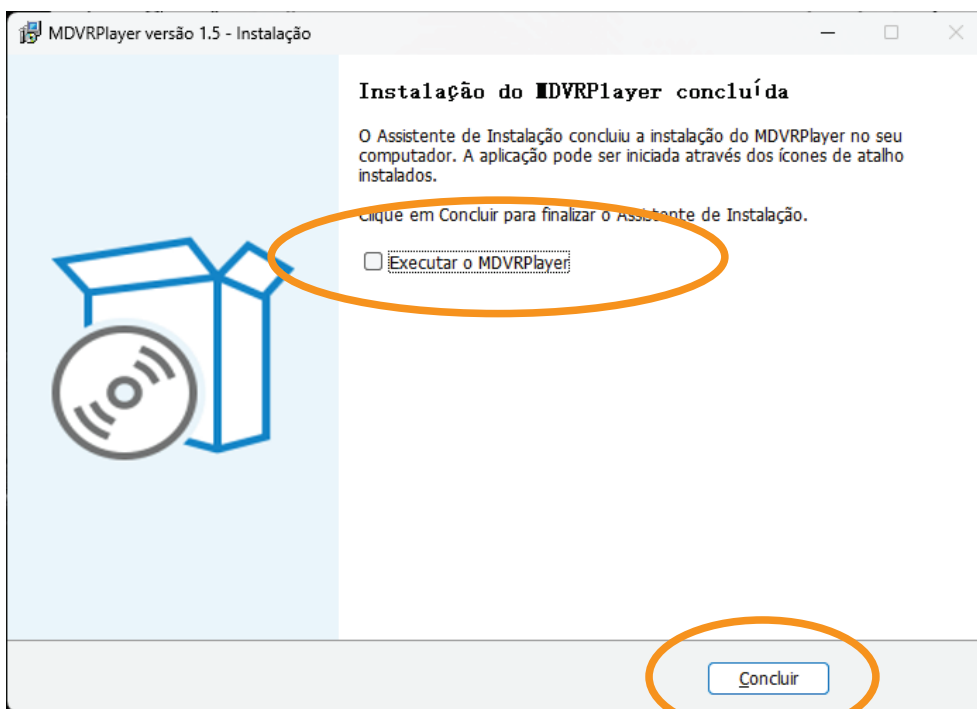 MDVRPlayer versão 1.5 - Instalação
Instalação do MDVRPlayer concluída
O Assistente de Instalação concluiu a instalação do MDVRPlayer no seu
computador. A aplicação pode ser iniciada através dos ícones de atalho
instalados.
Clique em Concluir para finalizar o Assistente de Instalação.
Executar o MDVRPlayer
Concluir